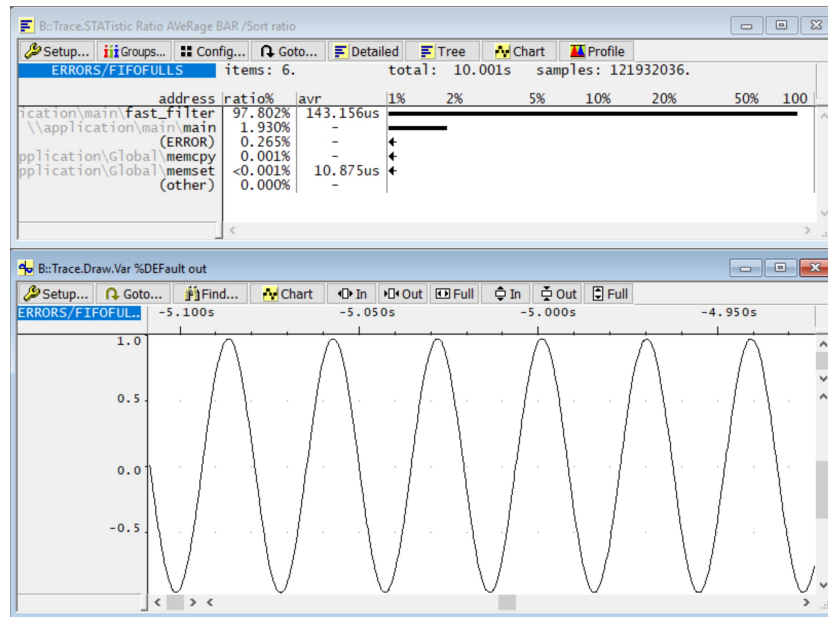 B::Trace.STATistic Ratio AVeRage BAR /Sort ratio
Setup... Groups... Config... Goto... Detailed Tree Chart Profile
ERRORS/FIFOFULLS items: 6. total: 10.001s samples: 121932036.
address ratio% avr 1% 2% 5% 10% 20% 50% 100
ication\main\fast_filter 97.802% 143.156us
\\application\main\main 1.930% -
(ERROR) 0.265% -
pplication\Global\memcpy 0.001% -
pplication\Global\memset <0.001% 10.875us
(other) 0.000% -
B::Trace.Draw.Var %DEFault out
Setup... Goto... Find... Chart In Out Full In Out Full
ERRORS/FIFOFUL.. -5.100s -5.050s -5.000s -4.950s
1.0
0.5
0.0
-0.5